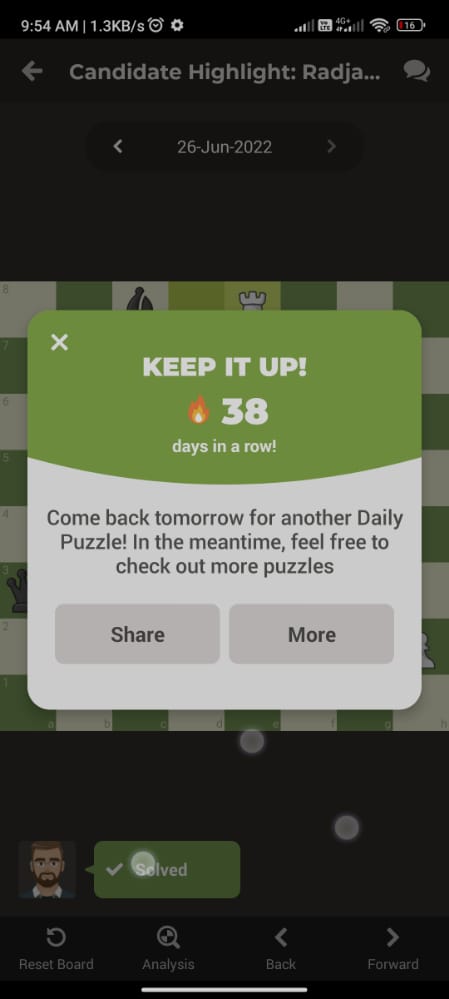 9:54 AM | 1.3KB/s
4G+
16
Candidate Highlight: Radja...
26-Jun-2022
8
7
6
5
4
3
2
1
KEEP IT UP!
38
days in a row!
Come back tomorrow for another Daily
Puzzle! In the meantime, feel free to
check out more puzzles
Share
More
a b c d e f g h
Solved
Reset Board
Analysis
Back
Forward